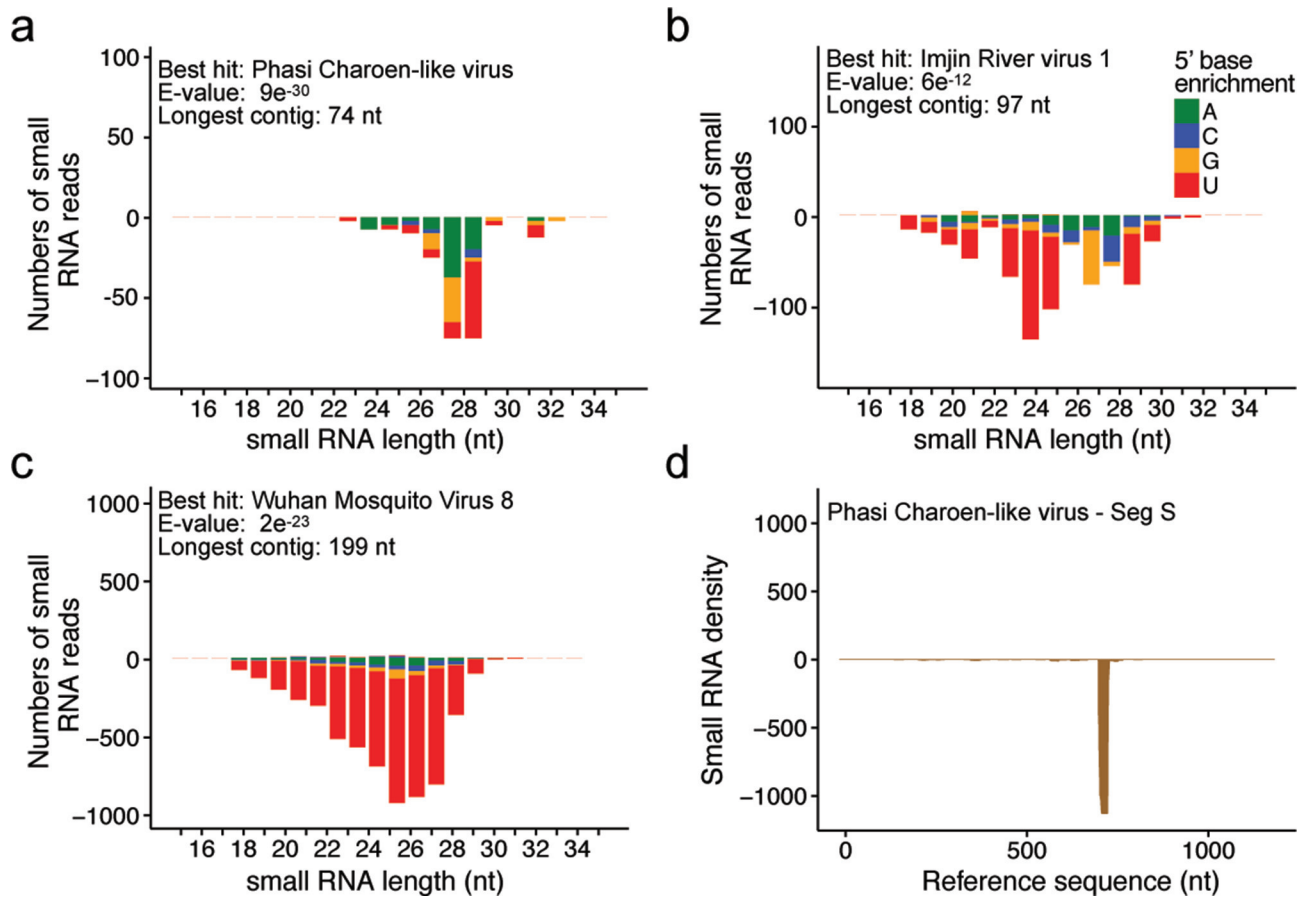 a
Best hit: Phasi Charoen-like virus
E-value: 9e-30
Longest contig: 74 nt
100
50
0
-50
−100
Numbers of small
RNA reads
16 18 20 22 24 26 28 30 32 34
small RNA length (nt)
b
Best hit: Imjin River virus 1
E-value: 6e-12
Longest contig: 97 nt
5' base
enrichment
A
C
G
U
100
0
−100
Numbers of small
RNA reads
16 18 20 22 24 26 28 30 32 34
small RNA length (nt)
c
Best hit: Wuhan Mosquito Virus 8
E-value: 2e-23
Longest contig: 199 nt
1000
500
0
−500
−1000
Numbers of small
RNA reads
16 18 20 22 24 26 28 30 32 34
small RNA length (nt)
d
Phasi Charoen-like virus - Seg S
1000
500
0
−500
−1000
Small RNA density
0 500 1000
Reference sequence (nt)